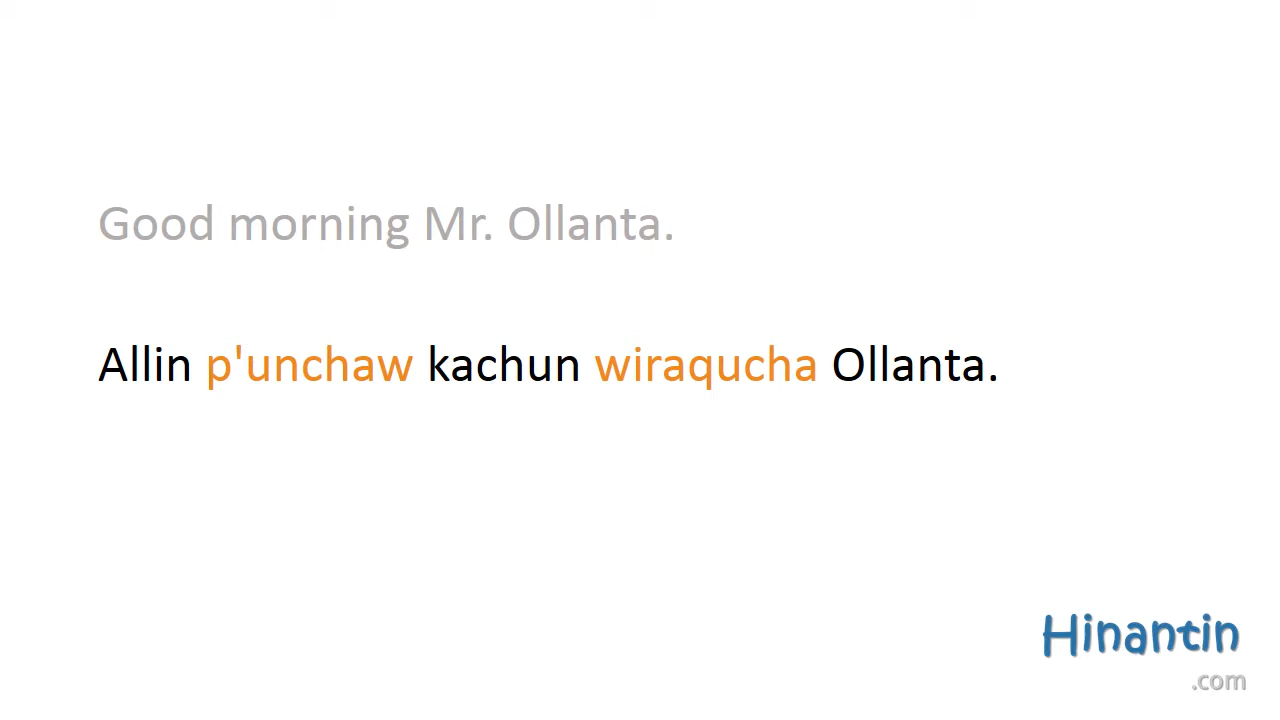 Good morning Mr. Ollanta.
Allin p'unchaw kachun wiraqucha Ollanta.
Hinantin
.com